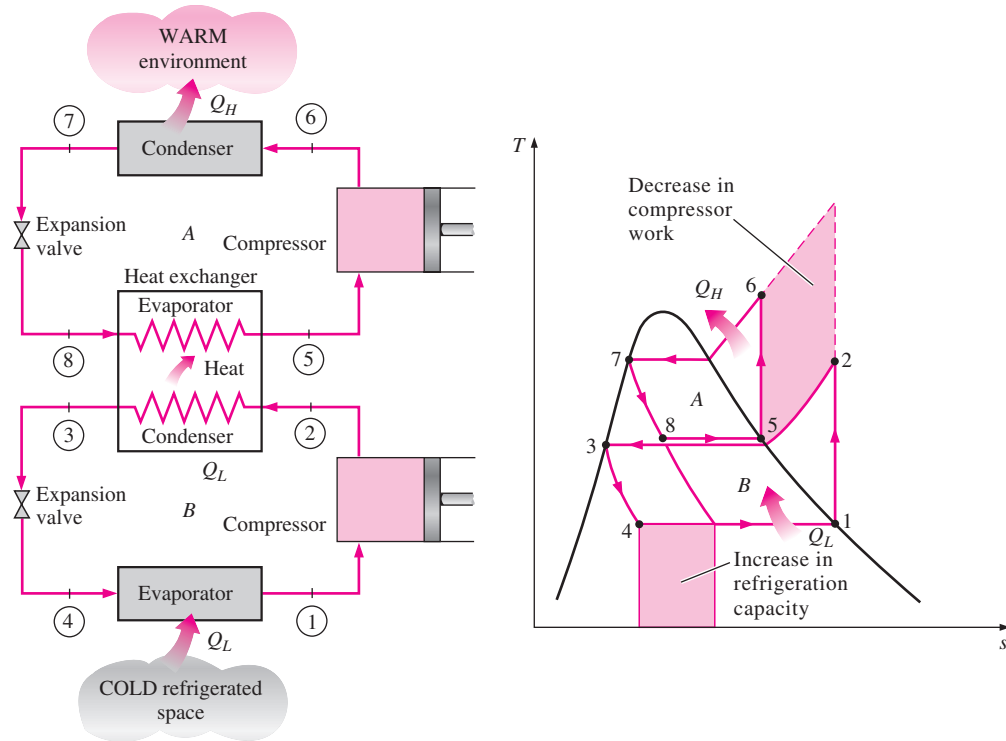 WARM
environment
Q_H
7
6
Condenser
Expansion
valve
A
Compressor
Heat exchanger
Evaporator
8
5
Heat
3
2
Condenser
Q_L
Expansion
valve
B
Compressor
Evaporator
4
1
Q_L
COLD refrigerated
space
T
Decrease in
compressor
work
6
Q_H
7
2
A
8
5
3
B
4
1
Q_L
Increase in
refrigeration
capacity
s